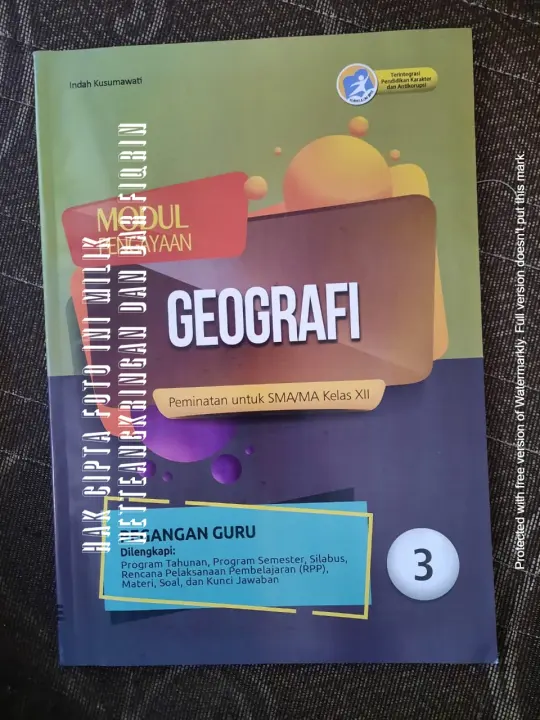 Indah Kusumawati
Terintegrasi
Pendidikan Karakter
dan Antikorupsi
MODUL
PENGAYAAN
GEOGRAFI
Peminatan untuk SMA/MA Kelas XII
PEGANGAN GURU
Dilengkapi:
Program Tahunan, Program Semester, Silabus,
Rencana Pelaksanaan Pembelajaran (RPP),
Materi, Soal, dan Kunci Jawaban
3
HAK CIPTA FOTO INI MILIK
DAN FIQRIN
Protected with free version of Watermarkly. Full version doesn't put this mark.